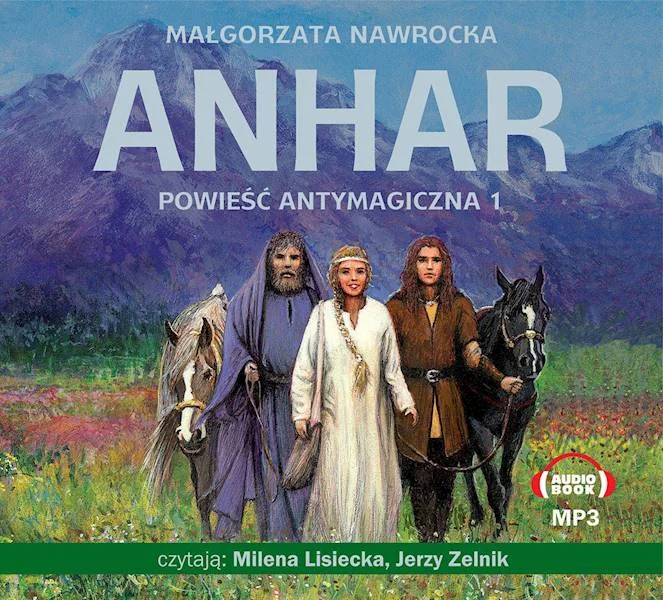 MAŁGORZATA NAWROCKA
ANHAR
POWIEŚĆ ANTYMAGICZNA 1
AUDIO
BOOK
MP3
czytają: Milena Lisiecka, Jerzy Zelnik